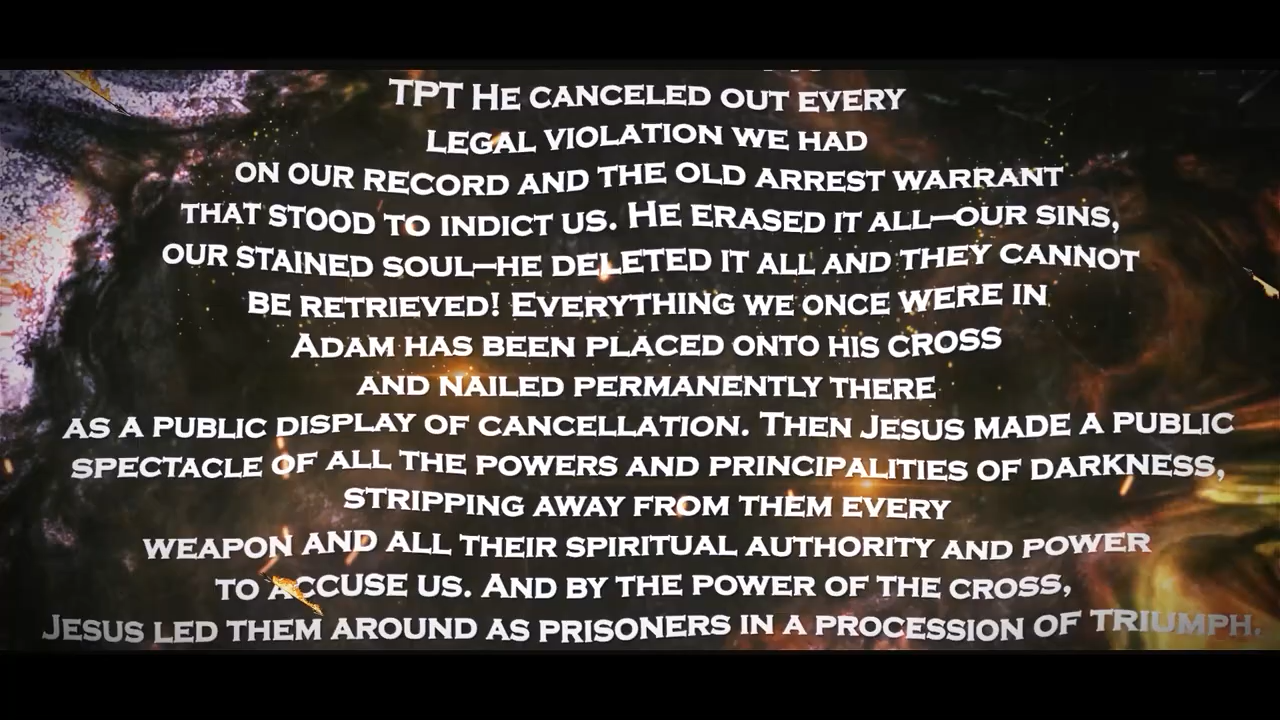 TPT He canceled out every
legal violation we had
on our record and the old arrest warrant
that stood to indict us. He erased it all—our sins,
our stained soul—he deleted it all and they cannot
be retrieved! Everything we once were in
Adam has been placed onto his cross
and nailed permanently there
as a public display of cancellation. Then Jesus made a public
spectacle of all the powers and principalities of darkness,
stripping away from them every
weapon and all their spiritual authority and power
to accuse us. And by the power of the cross,
Jesus led them around as prisoners in a procession of triumph.